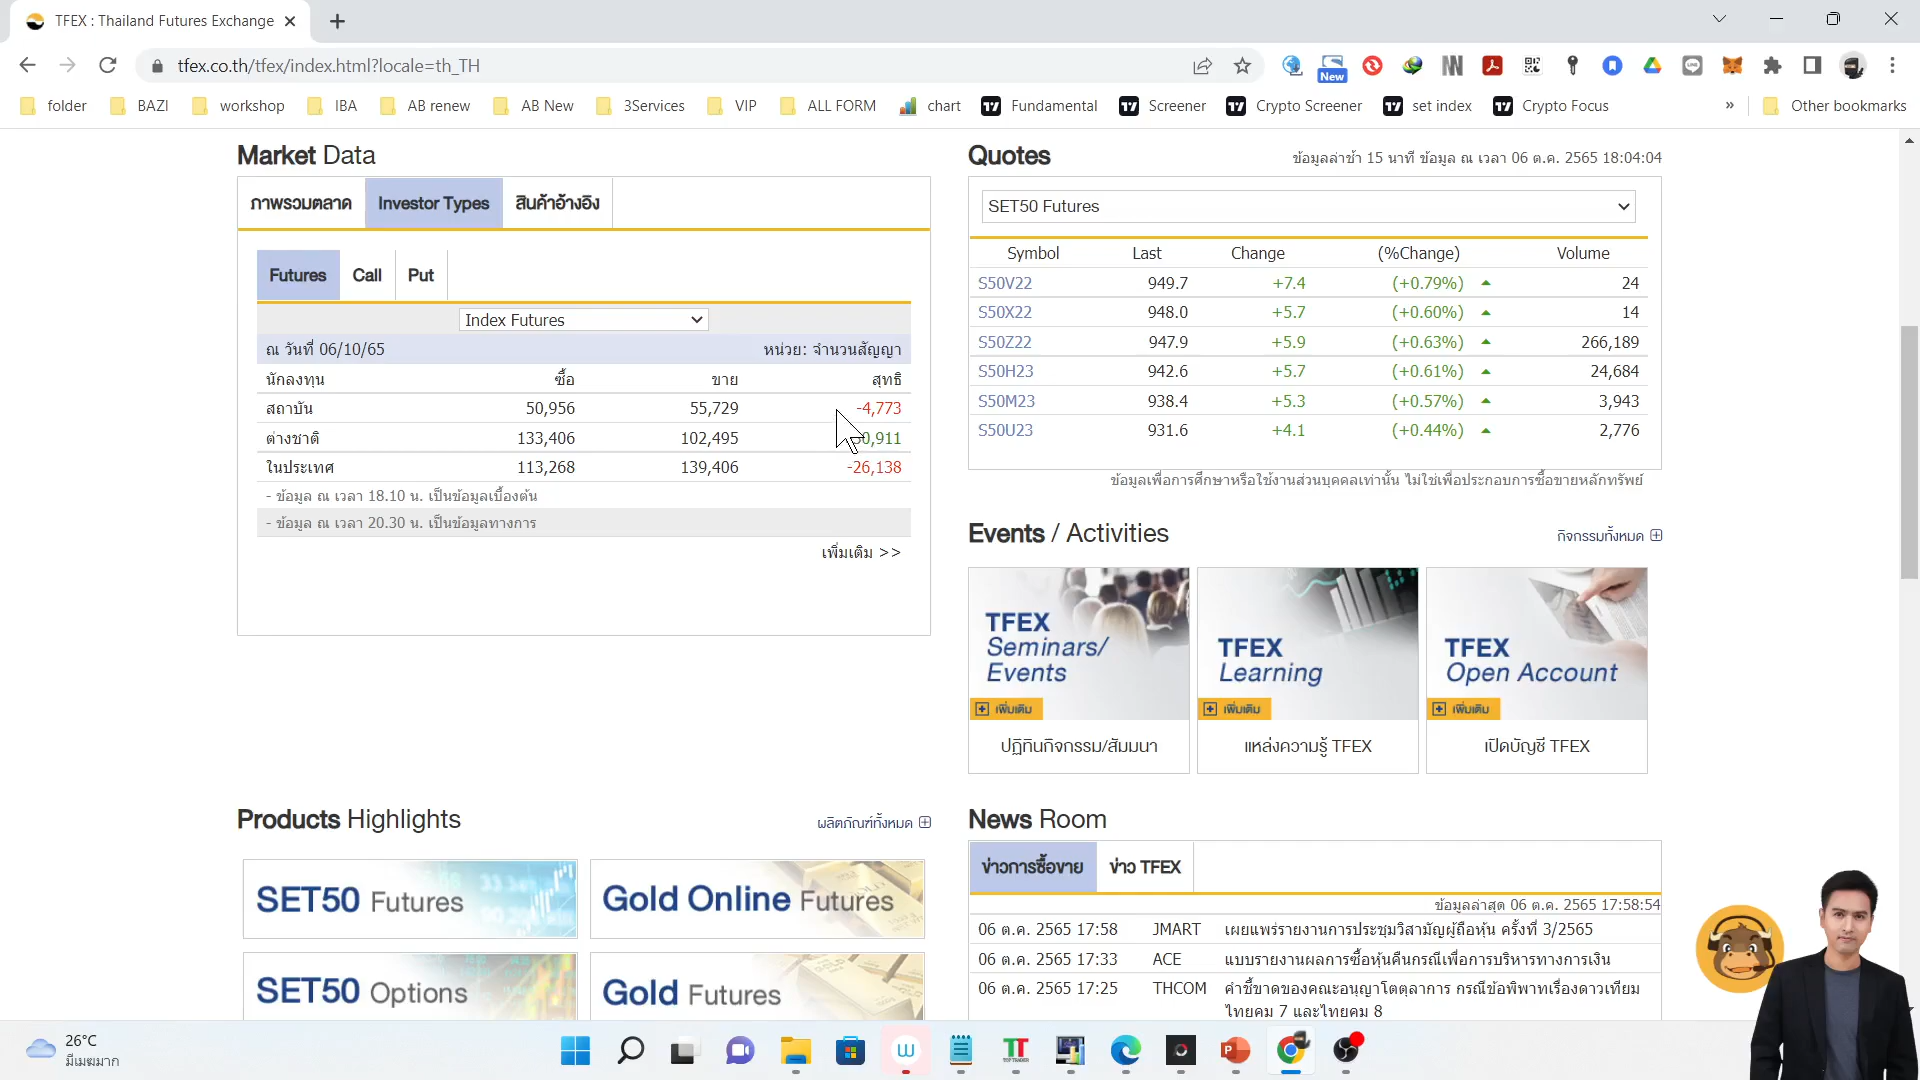 TFEX : Thailand Futures Exchange
tfex.co.th/tfex/index.html?locale=th_TH
New
folder BAZI workshop IBA AB renew AB New 3Services VIP ALL FORM chart Fundamental Screener Crypto Screener set index Crypto Focus » Other bookmarks
Market Data
ภาพรวมตลาด Investor Types สินค้าอ้างอิง
Futures Call Put
Index Futures
ณ วันที่ 06/10/65 หน่วย: จำนวนสัญญา
นักลงทุน ซื้อ ขาย สุทธิ
สถาบัน 50,956 55,729 -4,773
ต่างชาติ 133,406 102,495 0,911
ในประเทศ 113,268 139,406 -26,138
- ข้อมูล ณ เวลา 18.10 น. เป็นข้อมูลเบื้องต้น
- ข้อมูล ณ เวลา 20.30 น. เป็นข้อมูลทางการ
เพิ่มเติม >>
Quotes ข้อมูลล่าช้า 15 นาที ข้อมูล ณ เวลา 06 ต.ค. 2565 18:04:04
SET50 Futures
Symbol Last Change (%Change) Volume
S50V22 949.7 +7.4 (+0.79%) 24
S50X22 948.0 +5.7 (+0.60%) 14
S50Z22 947.9 +5.9 (+0.63%) 266,189
S50H23 942.6 +5.7 (+0.61%) 24,684
S50M23 938.4 +5.3 (+0.57%) 3,943
S50U23 931.6 +4.1 (+0.44%) 2,776
ข้อมูลเพื่อการศึกษาหรือใช้งานส่วนบุคคลเท่านั้น ไม่ใช่เพื่อประกอบการซื้อขายหลักทรัพย์
Events / Activities กิจกรรมทั้งหมด
TFEX
Seminars/
Events
เพิ่มเติม
ปฏิทินกิจกรรม/สัมมนา
TFEX
Learning
เพิ่มเติม
แหล่งความรู้ TFEX
TFEX
Open Account
เพิ่มเติม
เปิดบัญชี TFEX
Products Highlights ผลิตภัณฑ์ทั้งหมด
SET50 Futures
Gold Online Futures
SET50 Options
Gold Futures
News Room
ข่าวการซื้อขาย ข่าว TFEX
ข้อมูลล่าสุด 06 ต.ค. 2565 17:58:54
06 ต.ค. 2565 17:58 JMART เผยแพร่รายงานการประชุมวิสามัญผู้ถือหุ้น ครั้งที่ 3/2565
06 ต.ค. 2565 17:33 ACE แบบรายงานผลการซื้อหุ้นคืนกรณีเพื่อการบริหารทางการเงิน
06 ต.ค. 2565 17:25 THCOM คำชี้ขาดของคณะอนุญาโตตุลาการ กรณีข้อพิพาทเรื่องดาวเทียม
ไทยคม 7 และไทยคม 8
26°C
มีเมฆมาก